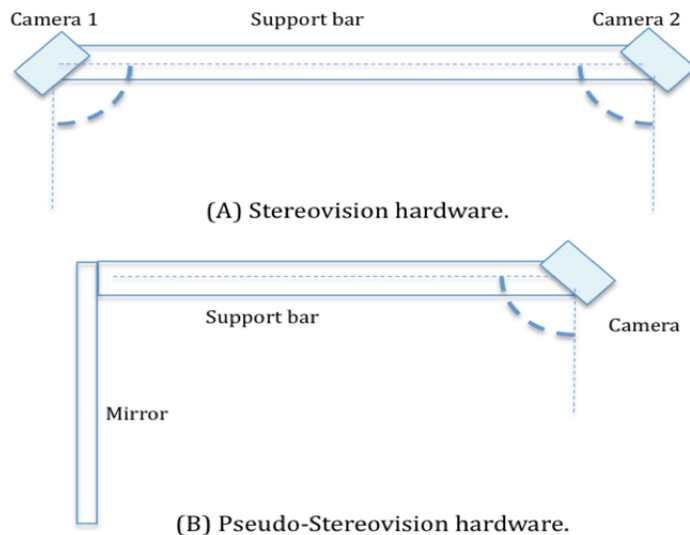 Camera 1
Support bar
Camera 2
(A) Stereovision hardware.
Support bar
Camera
Mirror
(B) Pseudo-Stereovision hardware.